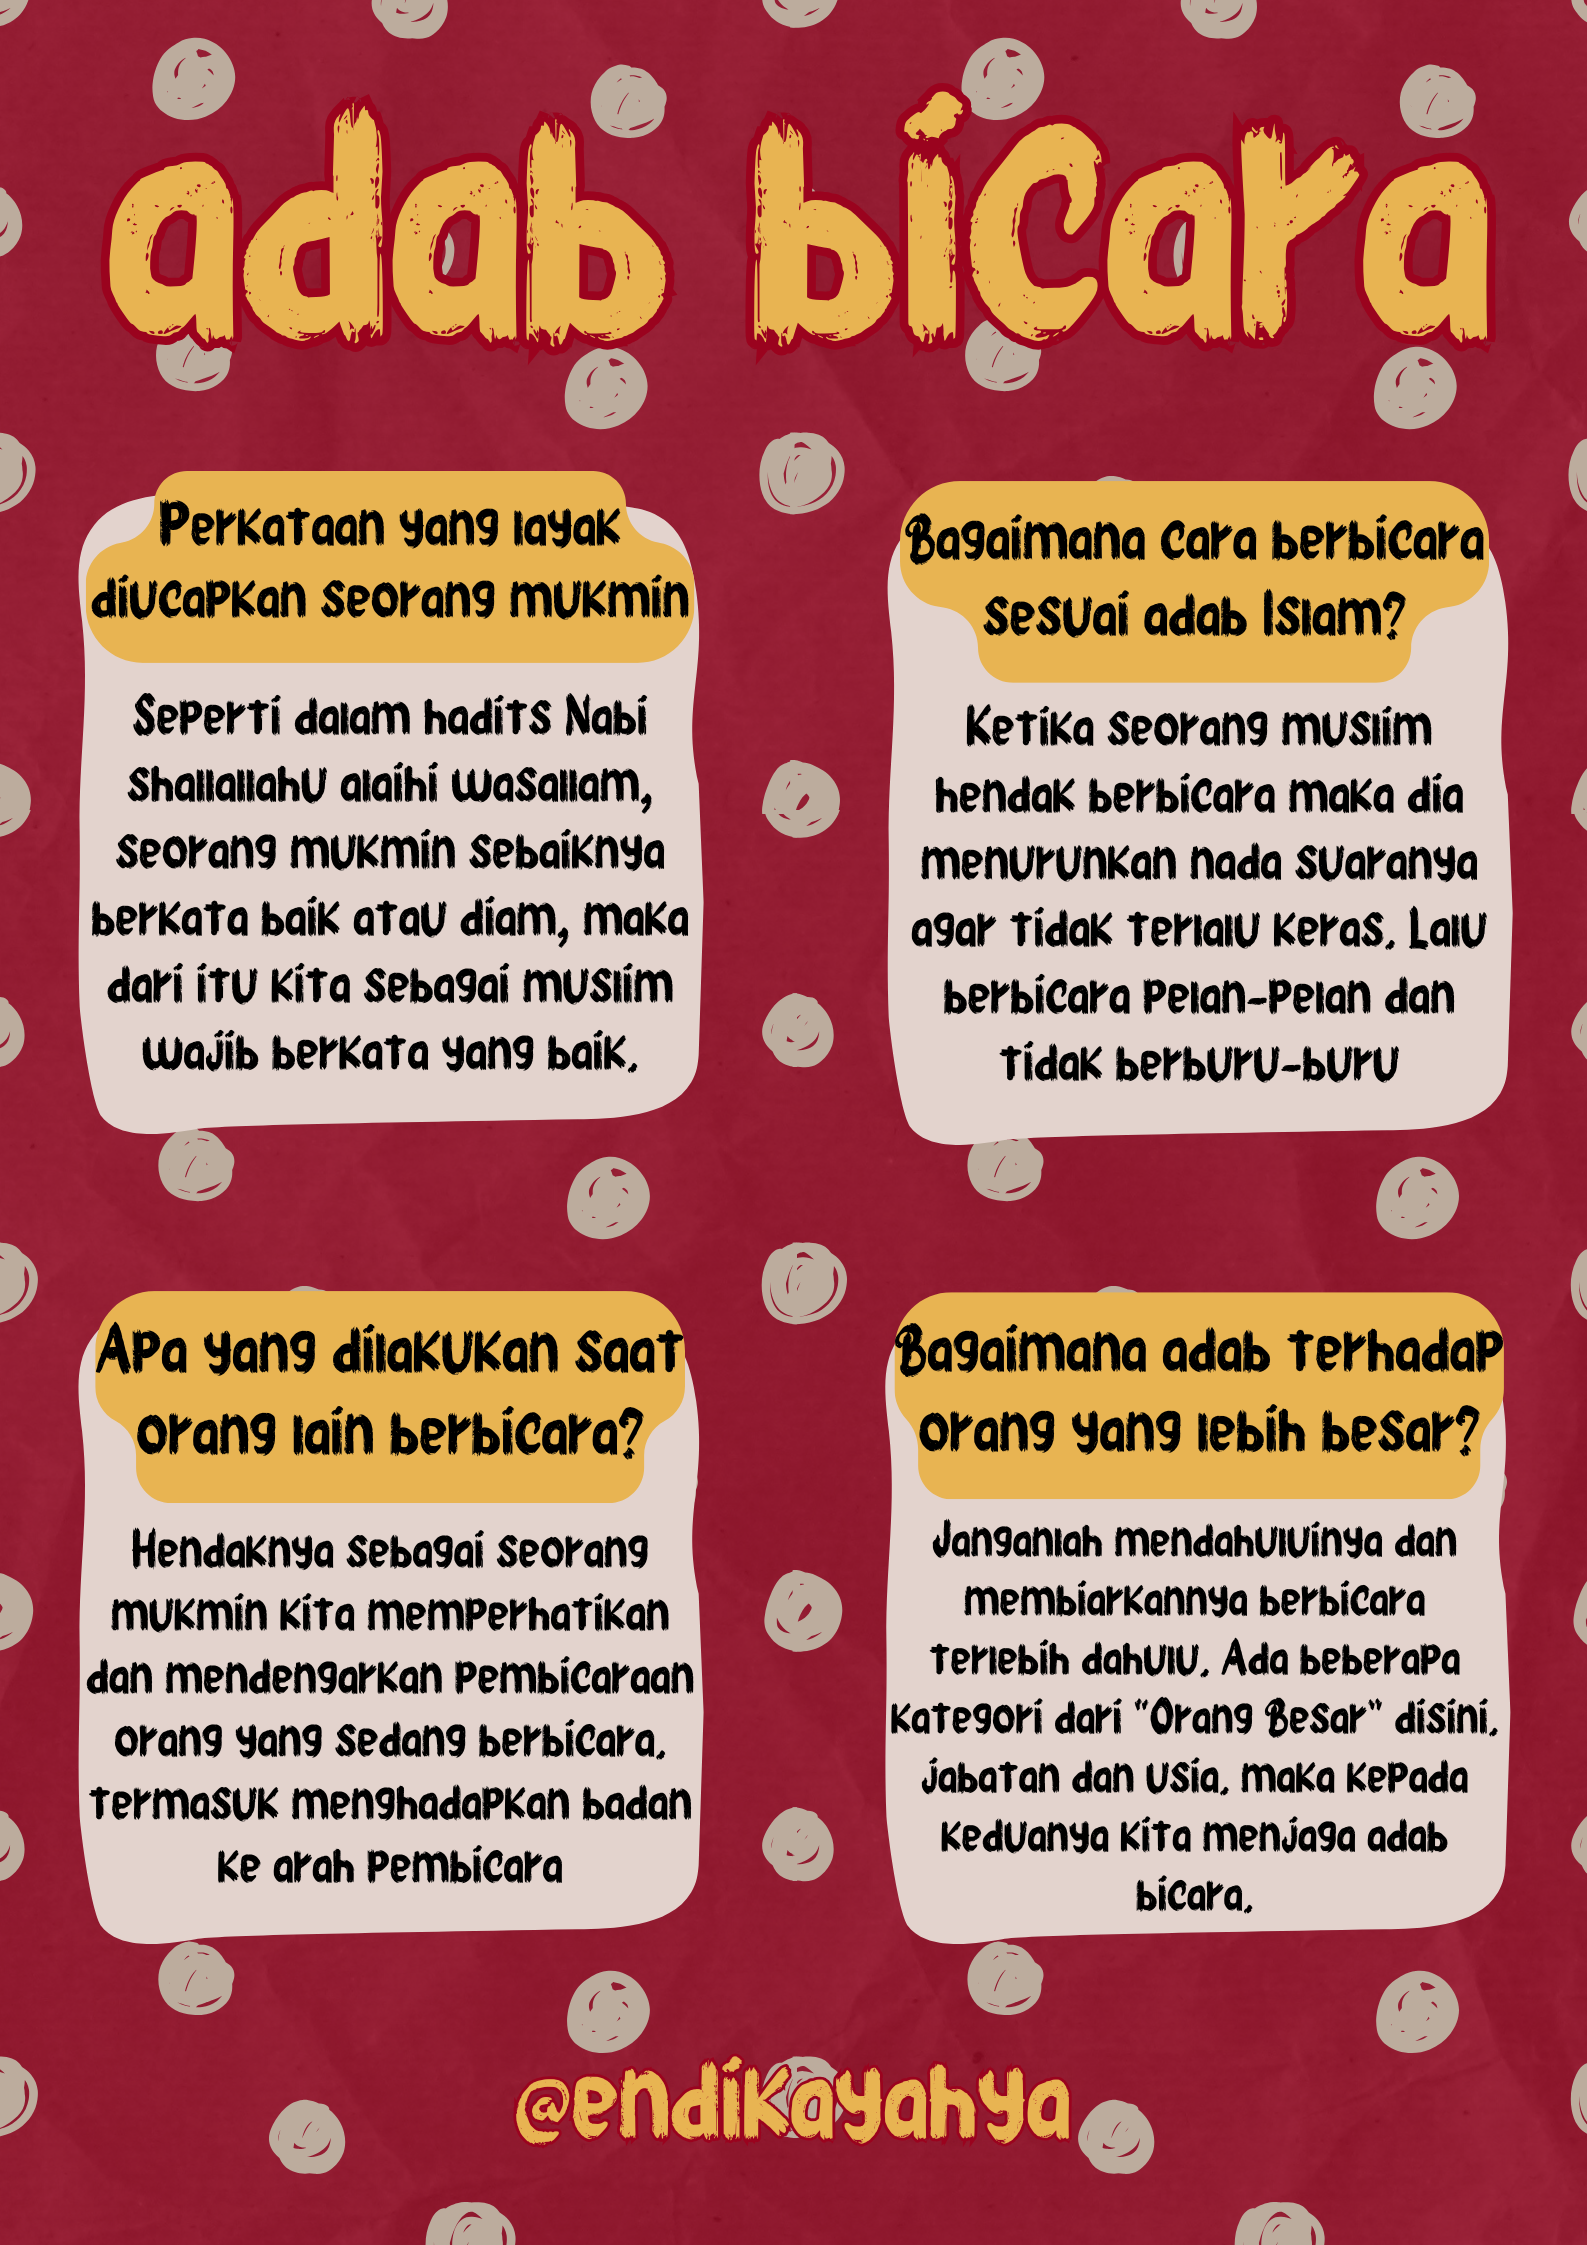 adab bicara
Perkataan yang layak
diucapkan seorang mukmin
Seperti dalam hadits Nabi
Shallallahu alaihi wasallam,
seorang mukmin sebaiknya
berkata baik atau diam, maka
dari itu kita sebagai muslim
wajib berkata yang baik.
Bagaimana cara berbicara
sesuai adab Islam?
Ketika seorang muslim
hendak berbicara maka dia
menurunkan nada suaranya
agar tidak terlalu keras. Lalu
berbicara pelan-pelan dan
tidak berburu-buru
Apa yang dilakukan saat
orang lain berbicara?
Hendaknya sebagai seorang
mukmin kita memperhatikan
dan mendengarkan pembicaraan
orang yang sedang berbicara.
termasuk menghadapkan badan
ke arah pembicara
Bagaimana adab terhadap
orang yang lebih besar?
Janganlah mendahuluinya dan
membiarkannya berbicara
terlebih dahulu. Ada beberapa
kategori dari "Orang Besar" disini.
jabatan dan usia. maka kepada
keduanya kita menjaga adab
bicara.
@endikayahya